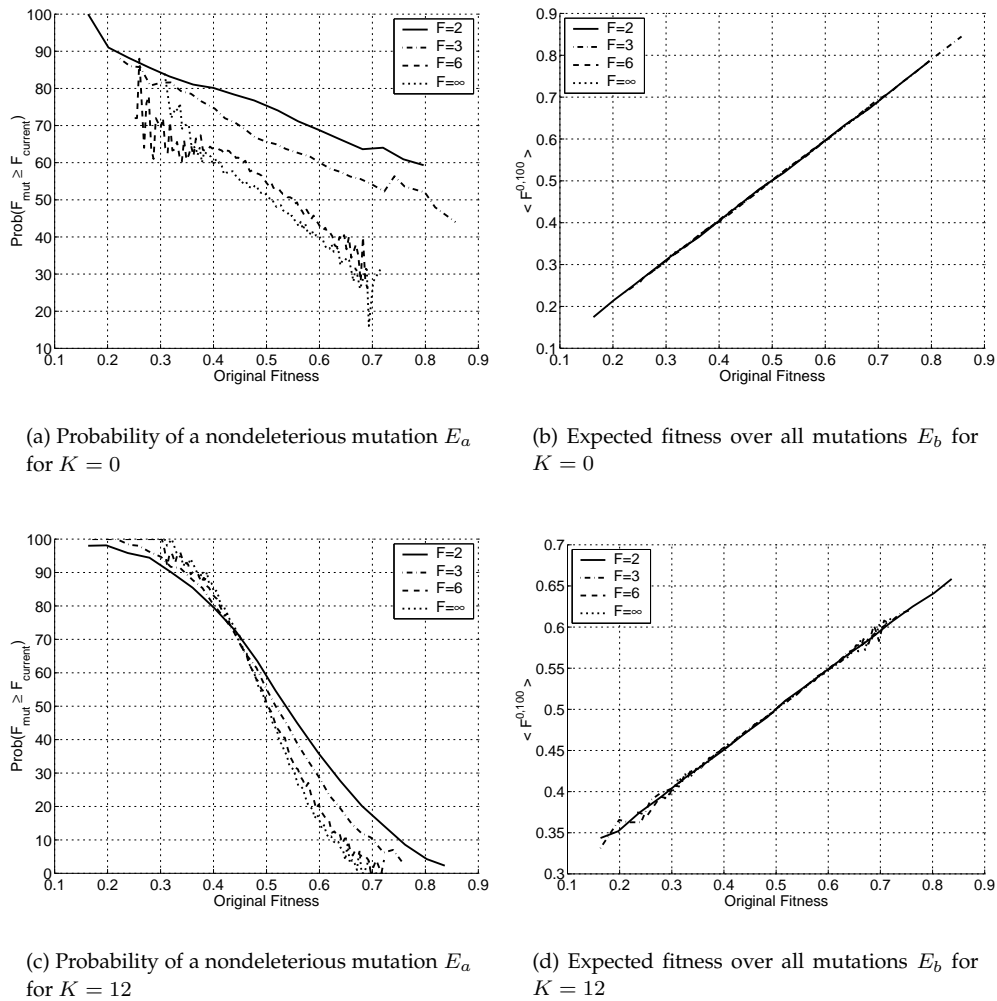 100
90
80
70
60
50
40
30
20
10
Prob(F_mut ≥ F_current)
0.1 0.2 0.3 0.4 0.5 0.6 0.7 0.8 0.9
Original Fitness
F=2
F=3
F=6
F=∞
0.9
0.8
0.7
0.6
0.5
0.4
0.3
0.2
0.1
< F^0,100 >
0.1 0.2 0.3 0.4 0.5 0.6 0.7 0.8 0.9
Original Fitness
F=2
F=3
F=6
F=∞
(a) Probability of a nondeleterious mutation E_a
for K = 0
(b) Expected fitness over all mutations E_b for
K = 0
100
90
80
70
60
50
40
30
20
10
0
Prob(F_mut ≥ F_current)
0.1 0.2 0.3 0.4 0.5 0.6 0.7 0.8 0.9
Original Fitness
F=2
F=3
F=6
F=∞
0.7
0.65
0.6
0.55
0.5
0.45
0.4
0.35
0.3
< F^0,100 >
0.1 0.2 0.3 0.4 0.5 0.6 0.7 0.8 0.9
Original Fitness
F=2
F=3
F=6
F=∞
(c) Probability of a nondeleterious mutation E_a
for K = 12
(d) Expected fitness over all mutations E_b for
K = 12